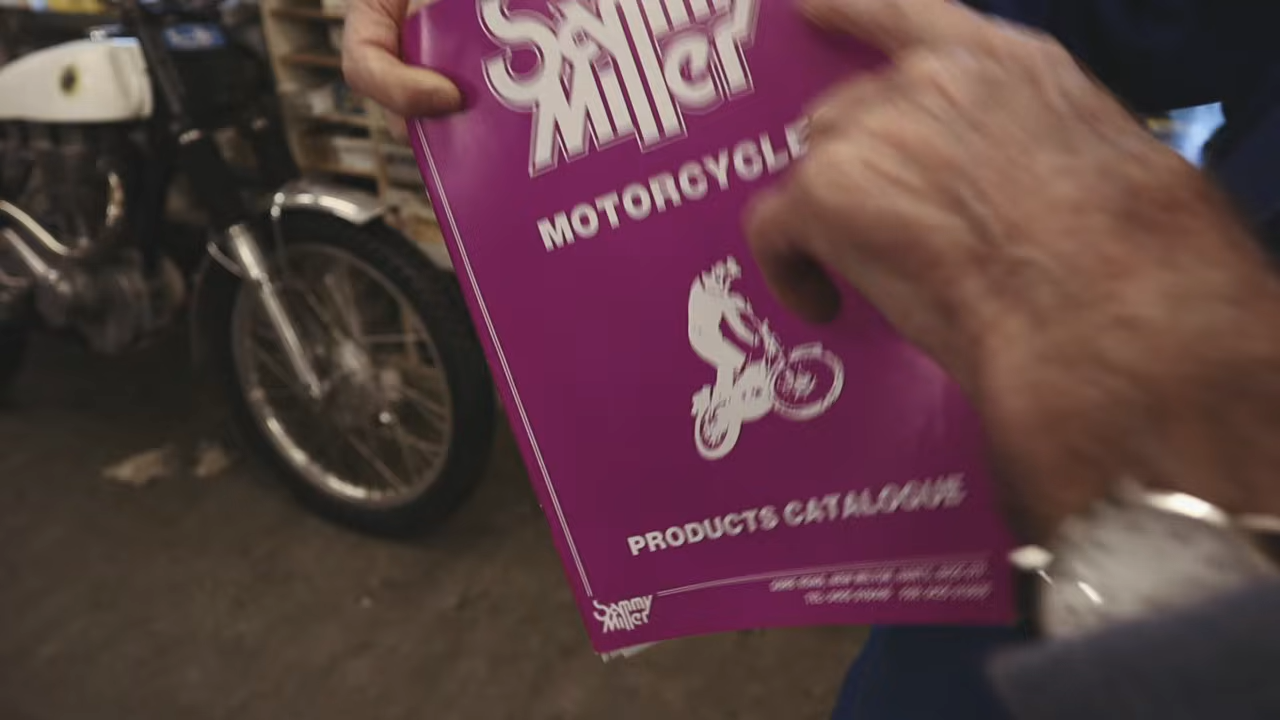 Sammy
Miller
MOTORCYCLE
PRODUCTS CATALOGUE
Sammy
Miller